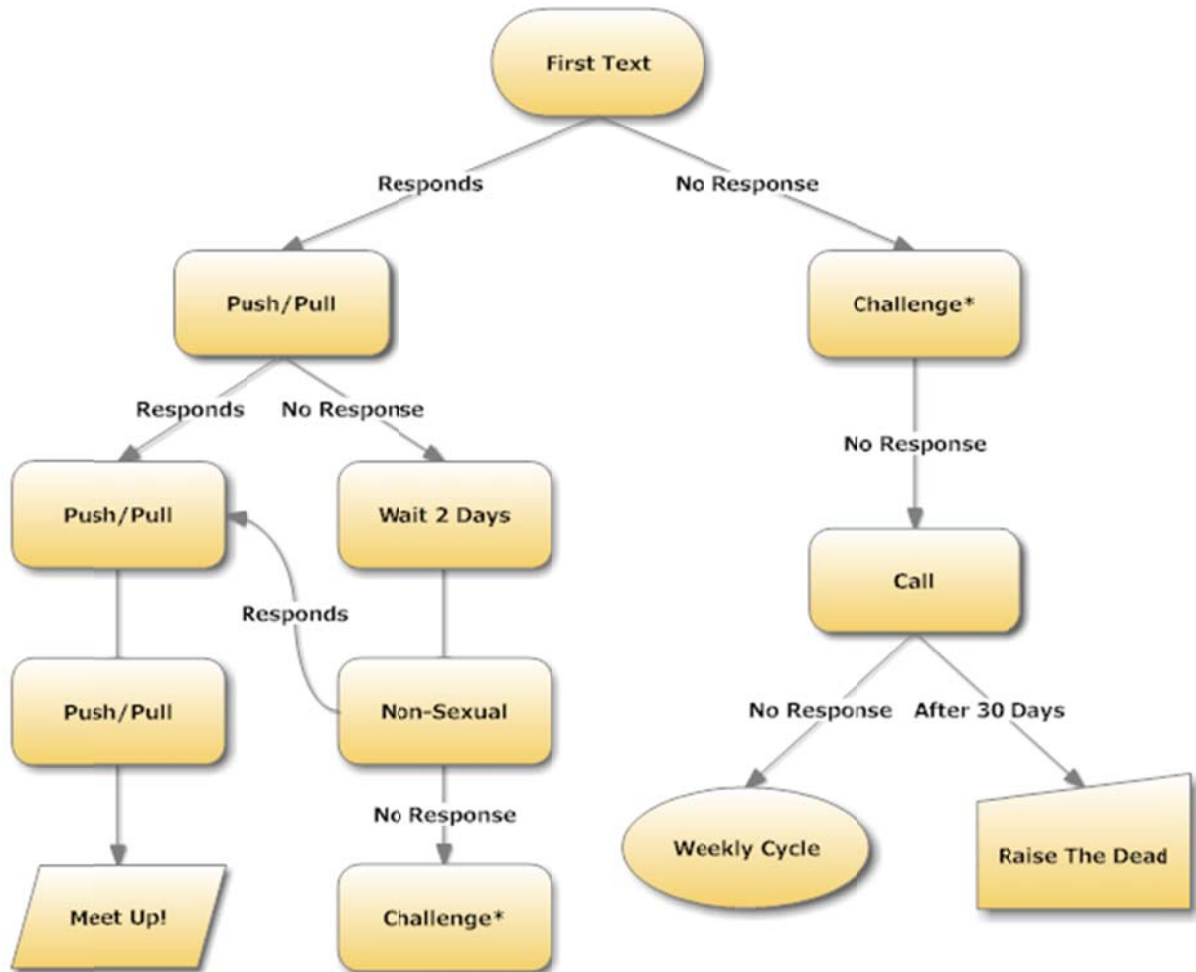 First Text
Responds
No Response
Push/Pull
Challenge*
Responds
No Response
No Response
Push/Pull
Wait 2 Days
Call
Responds
Push/Pull
Non-Sexual
No Response
After 30 Days
No Response
Weekly Cycle
Raise The Dead
Meet Up!
Challenge*